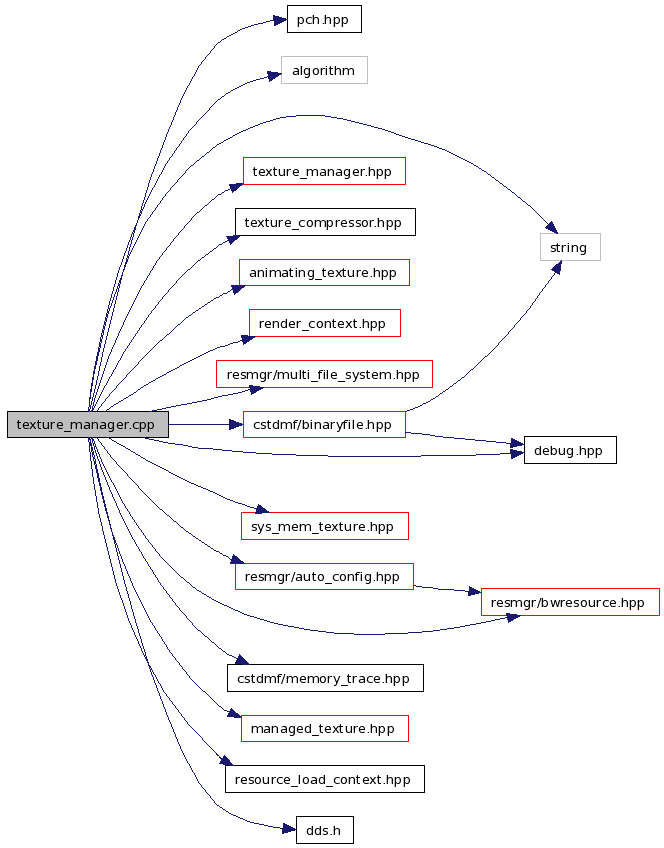 pch.hpp
algorithm
texture_manager.hpp
texture_compressor.hpp
string
animating_texture.hpp
render_context.hpp
resmgr/multi_file_system.hpp
texture_manager.cpp
cstdmf/binaryfile.hpp
debug.hpp
sys_mem_texture.hpp
resmgr/auto_config.hpp
resmgr/bwresource.hpp
cstdmf/memory_trace.hpp
managed_texture.hpp
resource_load_context.hpp
dds.h